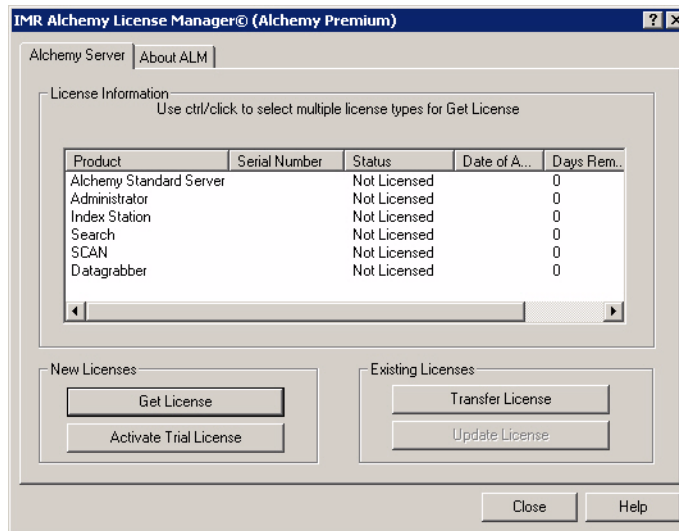 IMR Alchemy License Manager© (Alchemy Premium)
Alchemy Server About ALM
License Information
Use ctrl/click to select multiple license types for Get License
Product Serial Number Status Date of A... Days Rem..
Alchemy Standard Server Not Licensed 0
Administrator Not Licensed 0
Index Station Not Licensed 0
Search Not Licensed 0
SCAN Not Licensed 0
Datagrabber Not Licensed 0
New Licenses Existing Licenses
Get License Transfer License
Activate Trial License Update License
Close Help